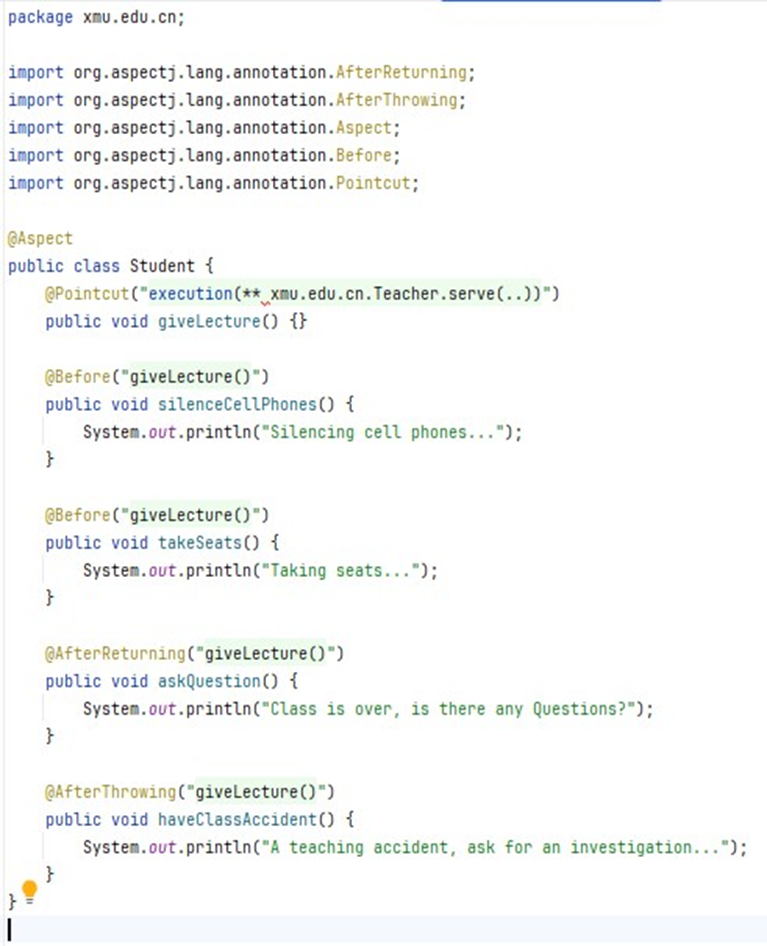 package xmu.edu.cn;
import org.aspectj.lang.annotation.AfterReturning;
import org.aspectj.lang.annotation.AfterThrowing;
import org.aspectj.lang.annotation.Aspect;
import org.aspectj.lang.annotation.Before;
import org.aspectj.lang.annotation.Pointcut;
@Aspect
public class Student {
@Pointcut("execution(** xmu.edu.cn.Teacher.serve(..))")
public void giveLecture() {}
@Before("giveLecture()")
public void silenceCellPhones() {
System.out.println("Silencing cell phones...");
}
@Before("giveLecture()")
public void takeSeats() {
System.out.println("Taking seats...");
}
@AfterReturning("giveLecture()")
public void askQuestion() {
System.out.println("Class is over, is there any Questions?");
}
@AfterThrowing("giveLecture()")
public void haveClassAccident() {
System.out.println("A teaching accident, ask for an investigation...");
}
}